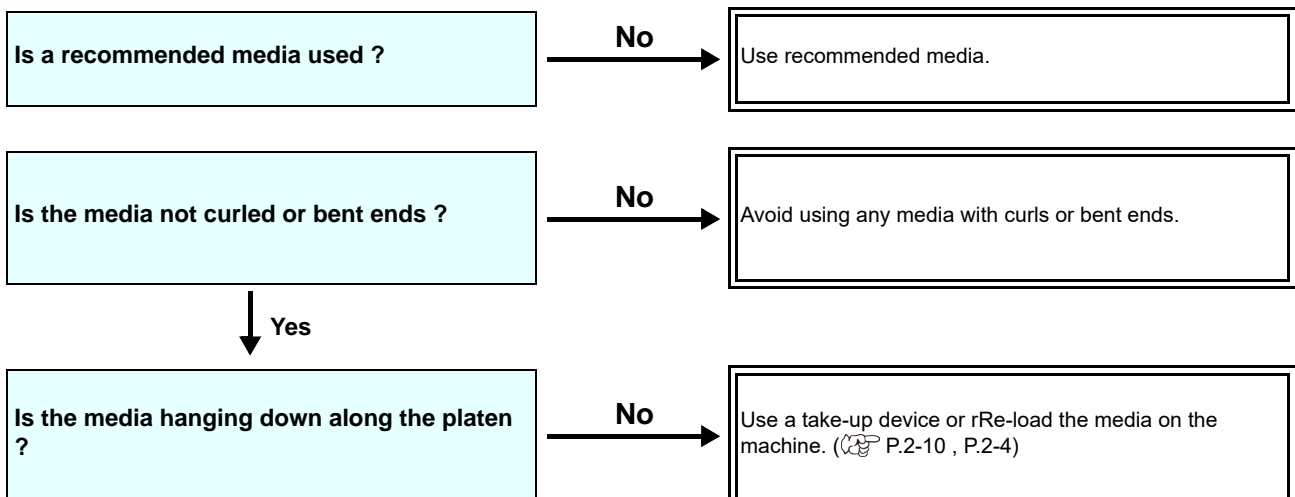 Is a recommended media used ?
No
Use recommended media.
Is the media not curled or bent ends ?
No
Avoid using any media with curls or bent ends.
Yes
Is the media hanging down along the platen
?
No
Use a take-up device or rRe-load the media on the
machine. (☞ P.2-10 , P.2-4)